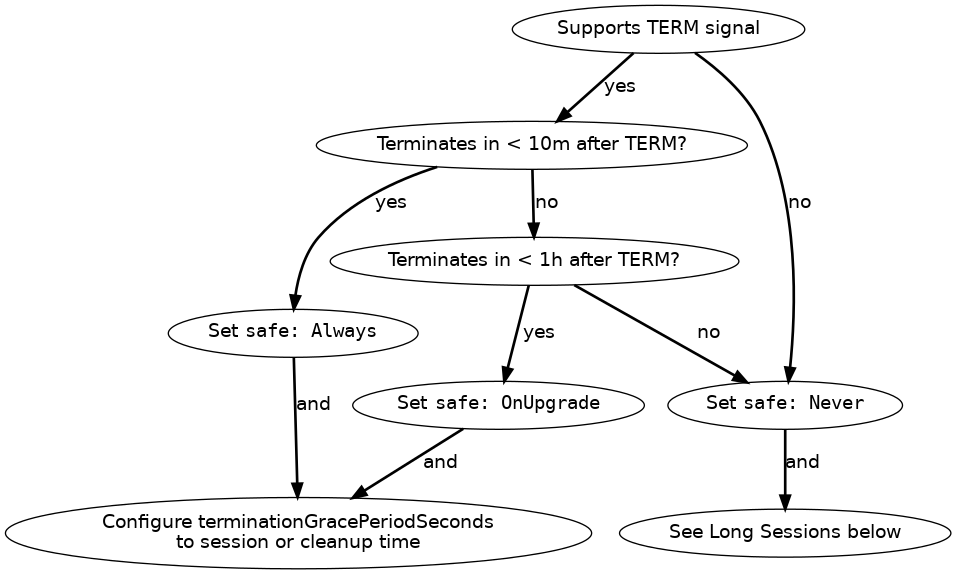 Supports TERM signal
yes
Terminates in < 10m after TERM?
yes
no
no
Terminates in < 1h after TERM?
Set safe: Always
yes
no
and
Set safe: OnUpgrade
Set safe: Never
and
and
Configure terminationGracePeriodSeconds
to session or cleanup time
See Long Sessions below